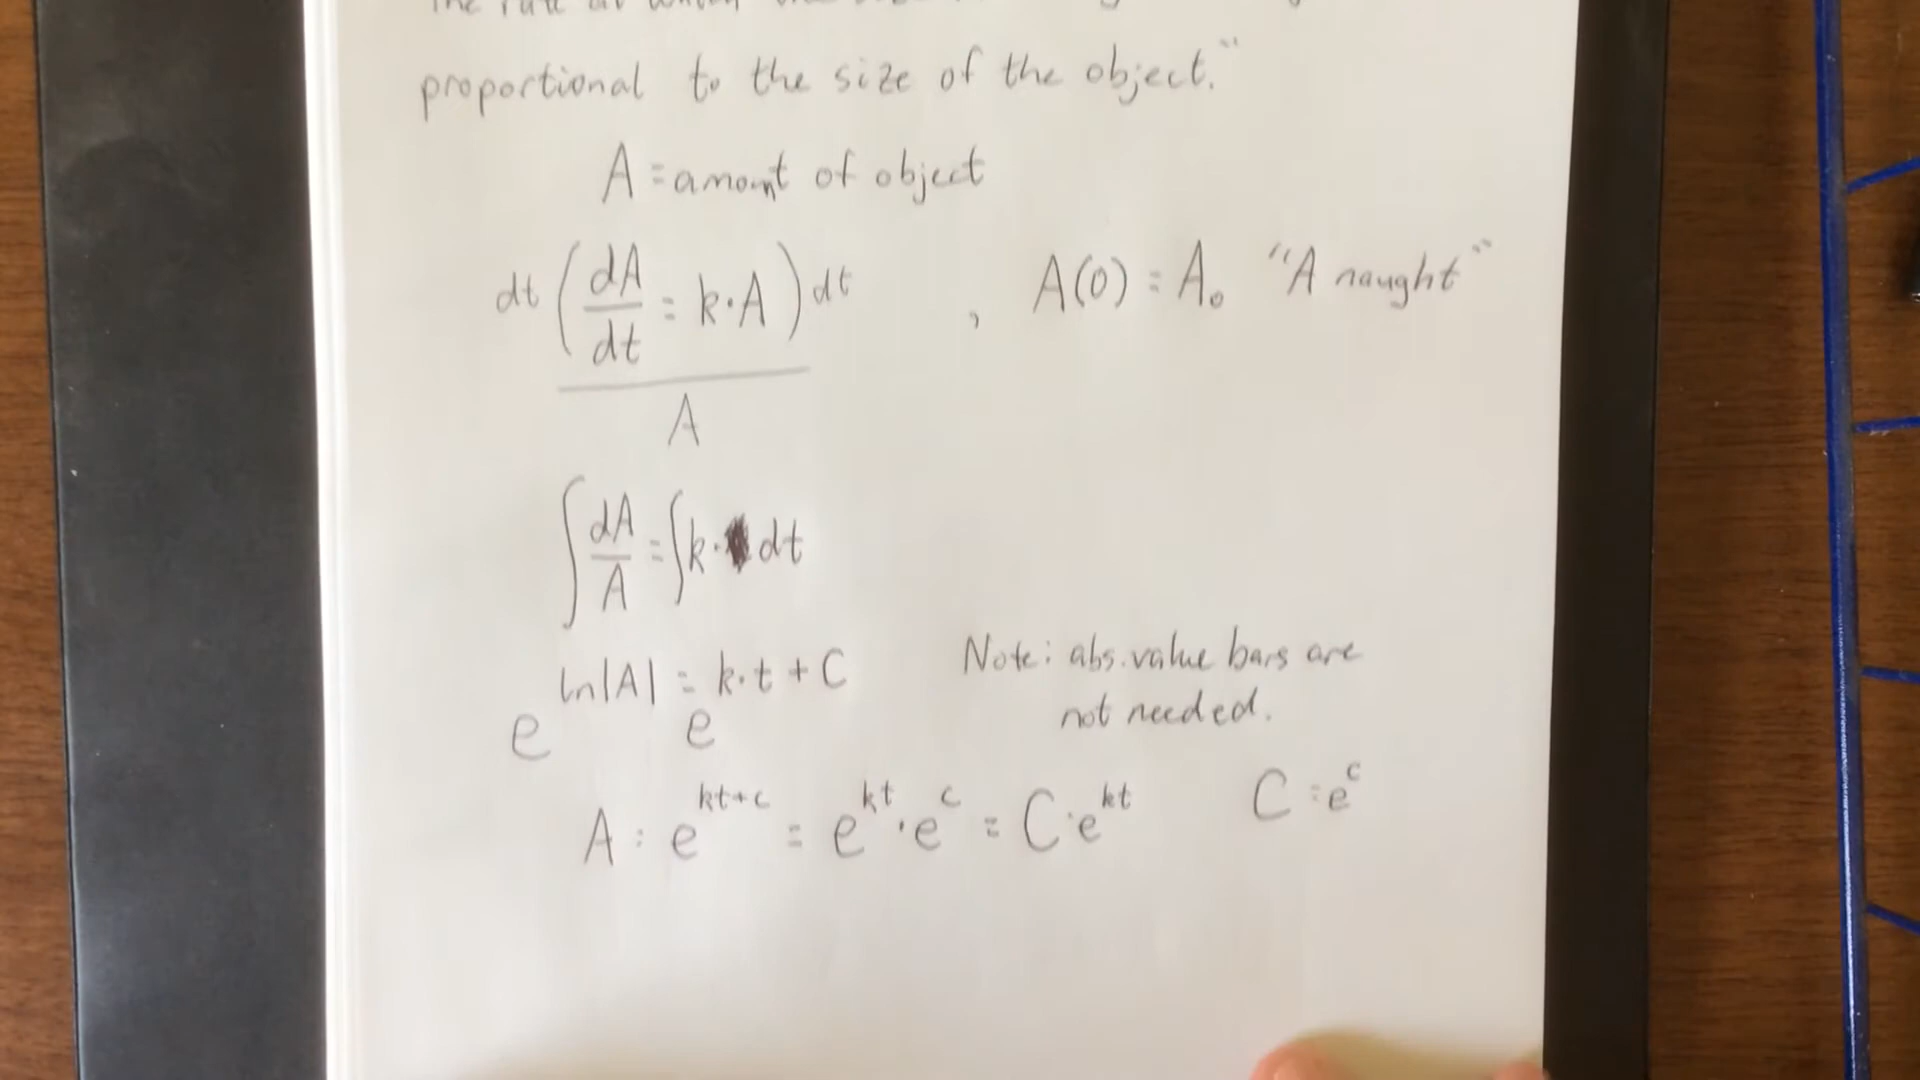 proportional to the size of the object."
A = amount of object
dt ( dA/dt = k·A ) dt , A(0) = A₀ "A naught"
A
∫ dA/A = ∫ k· dt
ln|A| = k·t + C Note: abs. value bars are
e e not needed.
A = e^(kt+c) = e^(kt) · e^c = C·e^(kt) C = e^c